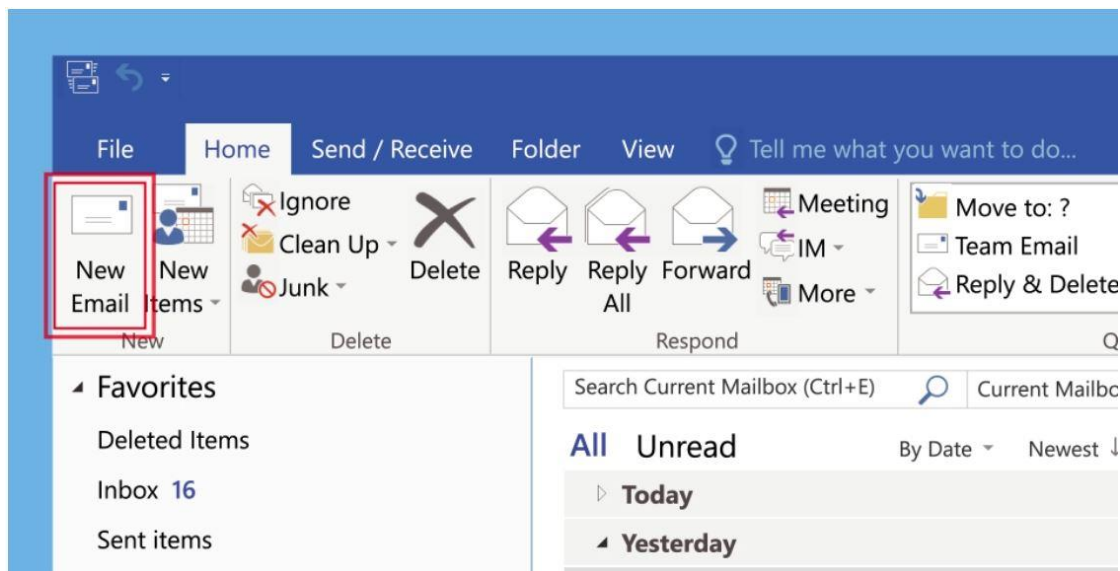 File Home Send / Receive Folder View Tell me what you want to do...
New Email
New Items
New
Ignore
Clean Up
Junk
Delete
Delete
Reply
Reply All
Forward
Meeting
IM
More
Respond
Move to: ?
Team Email
Reply & Delete
Q
Favorites
Deleted Items
Inbox 16
Sent items
Search Current Mailbox (Ctrl+E) Current Mailbo
All Unread By Date Newest ↓
Today
Yesterday